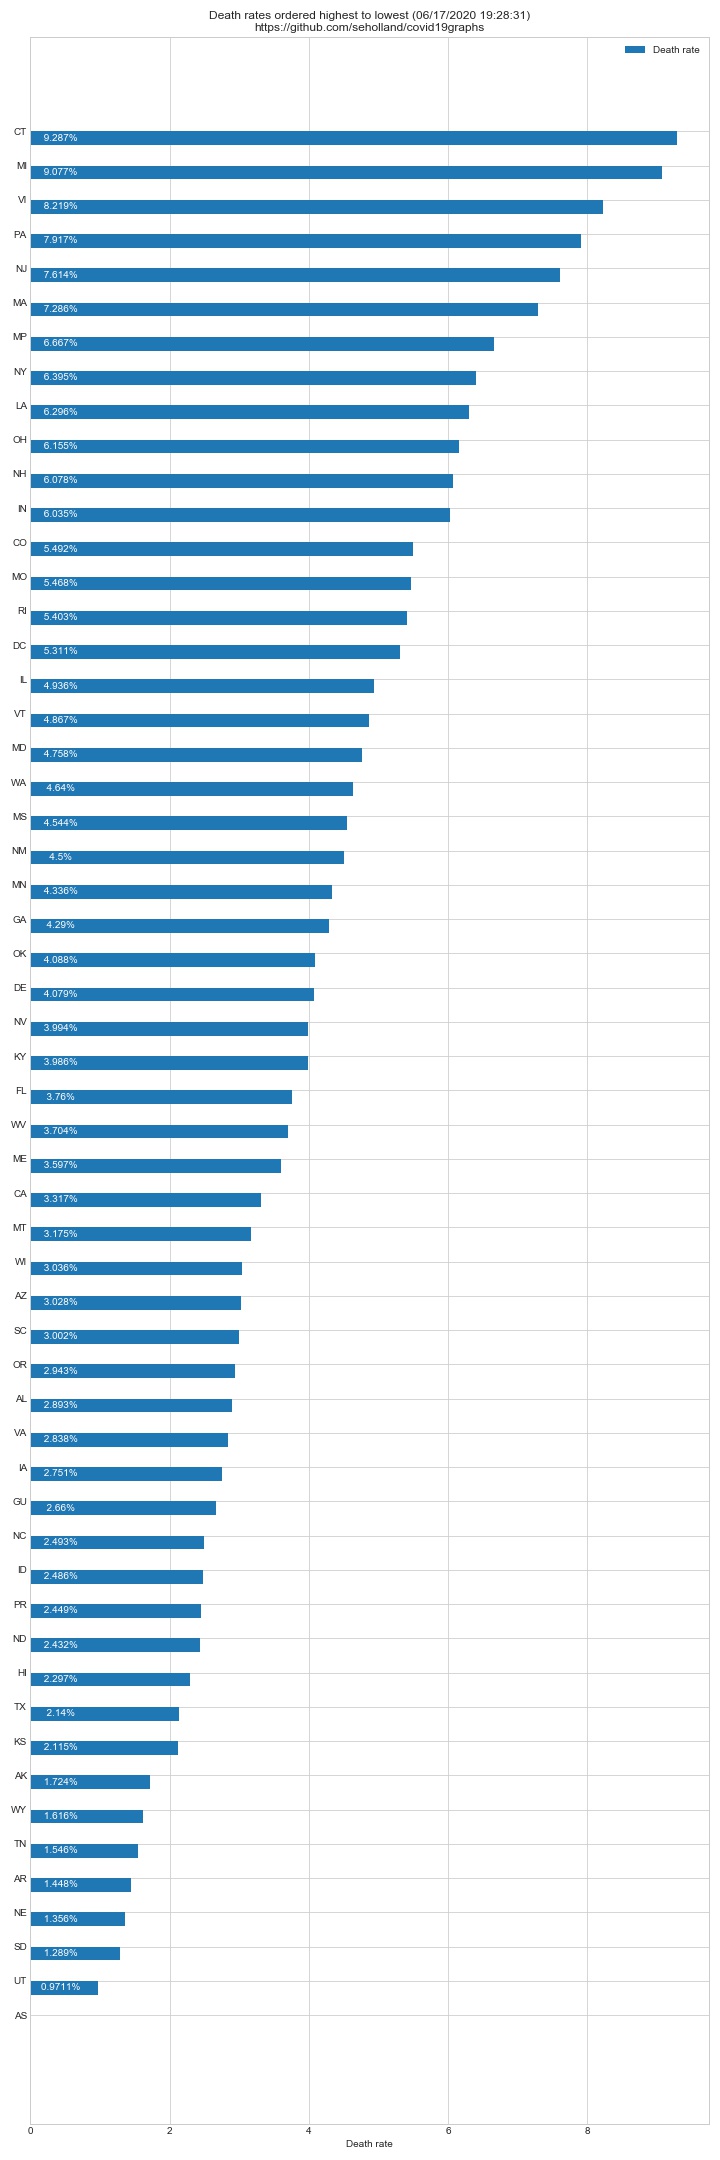 Death rates ordered highest to lowest (06/17/2020 19:28:31)
https://github.com/seholland/covid19graphs
Death rate
CT 9.287%
MI 9.077%
VI 8.219%
PA 7.917%
NJ 7.614%
MA 7.286%
MP 6.667%
NY 6.395%
LA 6.296%
OH 6.155%
NH 6.078%
IN 6.035%
CO 5.492%
MO 5.468%
RI 5.403%
DC 5.311%
IL 4.936%
VT 4.867%
MD 4.758%
WA 4.64%
MS 4.544%
NM 4.5%
MN 4.336%
GA 4.29%
OK 4.088%
DE 4.079%
NV 3.994%
KY 3.986%
FL 3.76%
WV 3.704%
ME 3.597%
CA 3.317%
MT 3.175%
WI 3.036%
AZ 3.028%
SC 3.002%
OR 2.943%
AL 2.893%
VA 2.838%
IA 2.751%
GU 2.66%
NC 2.493%
ID 2.486%
PR 2.449%
ND 2.432%
HI 2.297%
TX 2.14%
KS 2.115%
AK 1.724%
WY 1.616%
TN 1.546%
AR 1.448%
NE 1.356%
SD 1.289%
UT 0.9711%
AS
0 2 4 6 8
Death rate